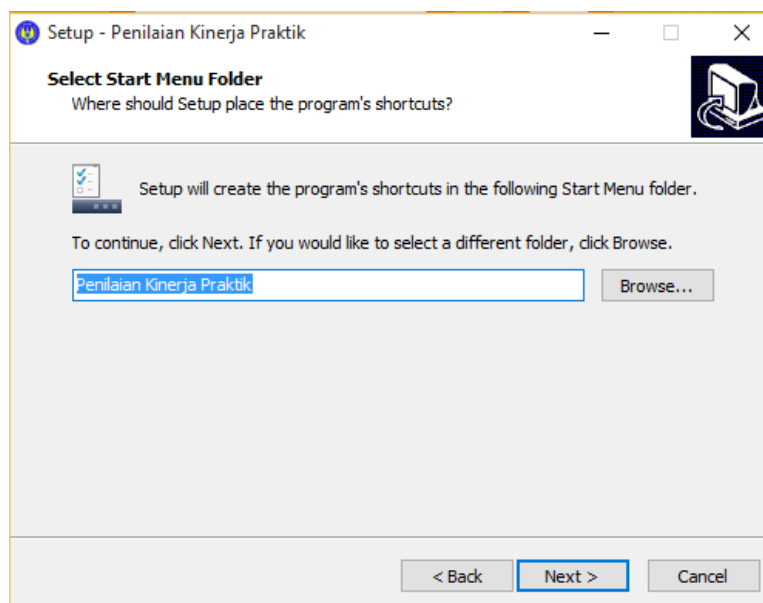 Setup - Penilaian Kinerja Praktik
Select Start Menu Folder
Where should Setup place the program's shortcuts?
Setup will create the program's shortcuts in the following Start Menu folder.
To continue, click Next. If you would like to select a different folder, click Browse.
Penilaian Kinerja Praktik
Browse...
< Back
Next >
Cancel